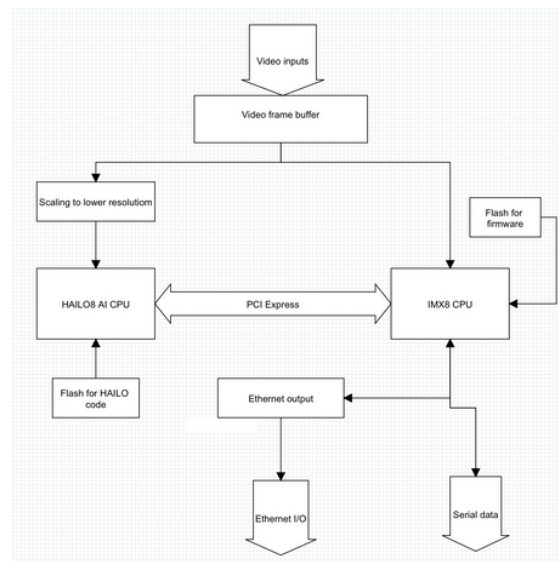 Video inputs
Video frame buffer
Scaling to lower resolutiom
Flash for
firmware
HAILO8 AI CPU
PCI Express
IMX8 CPU
Flash for HAILO
code
Ethernet output
Ethernet I/O
Serial data